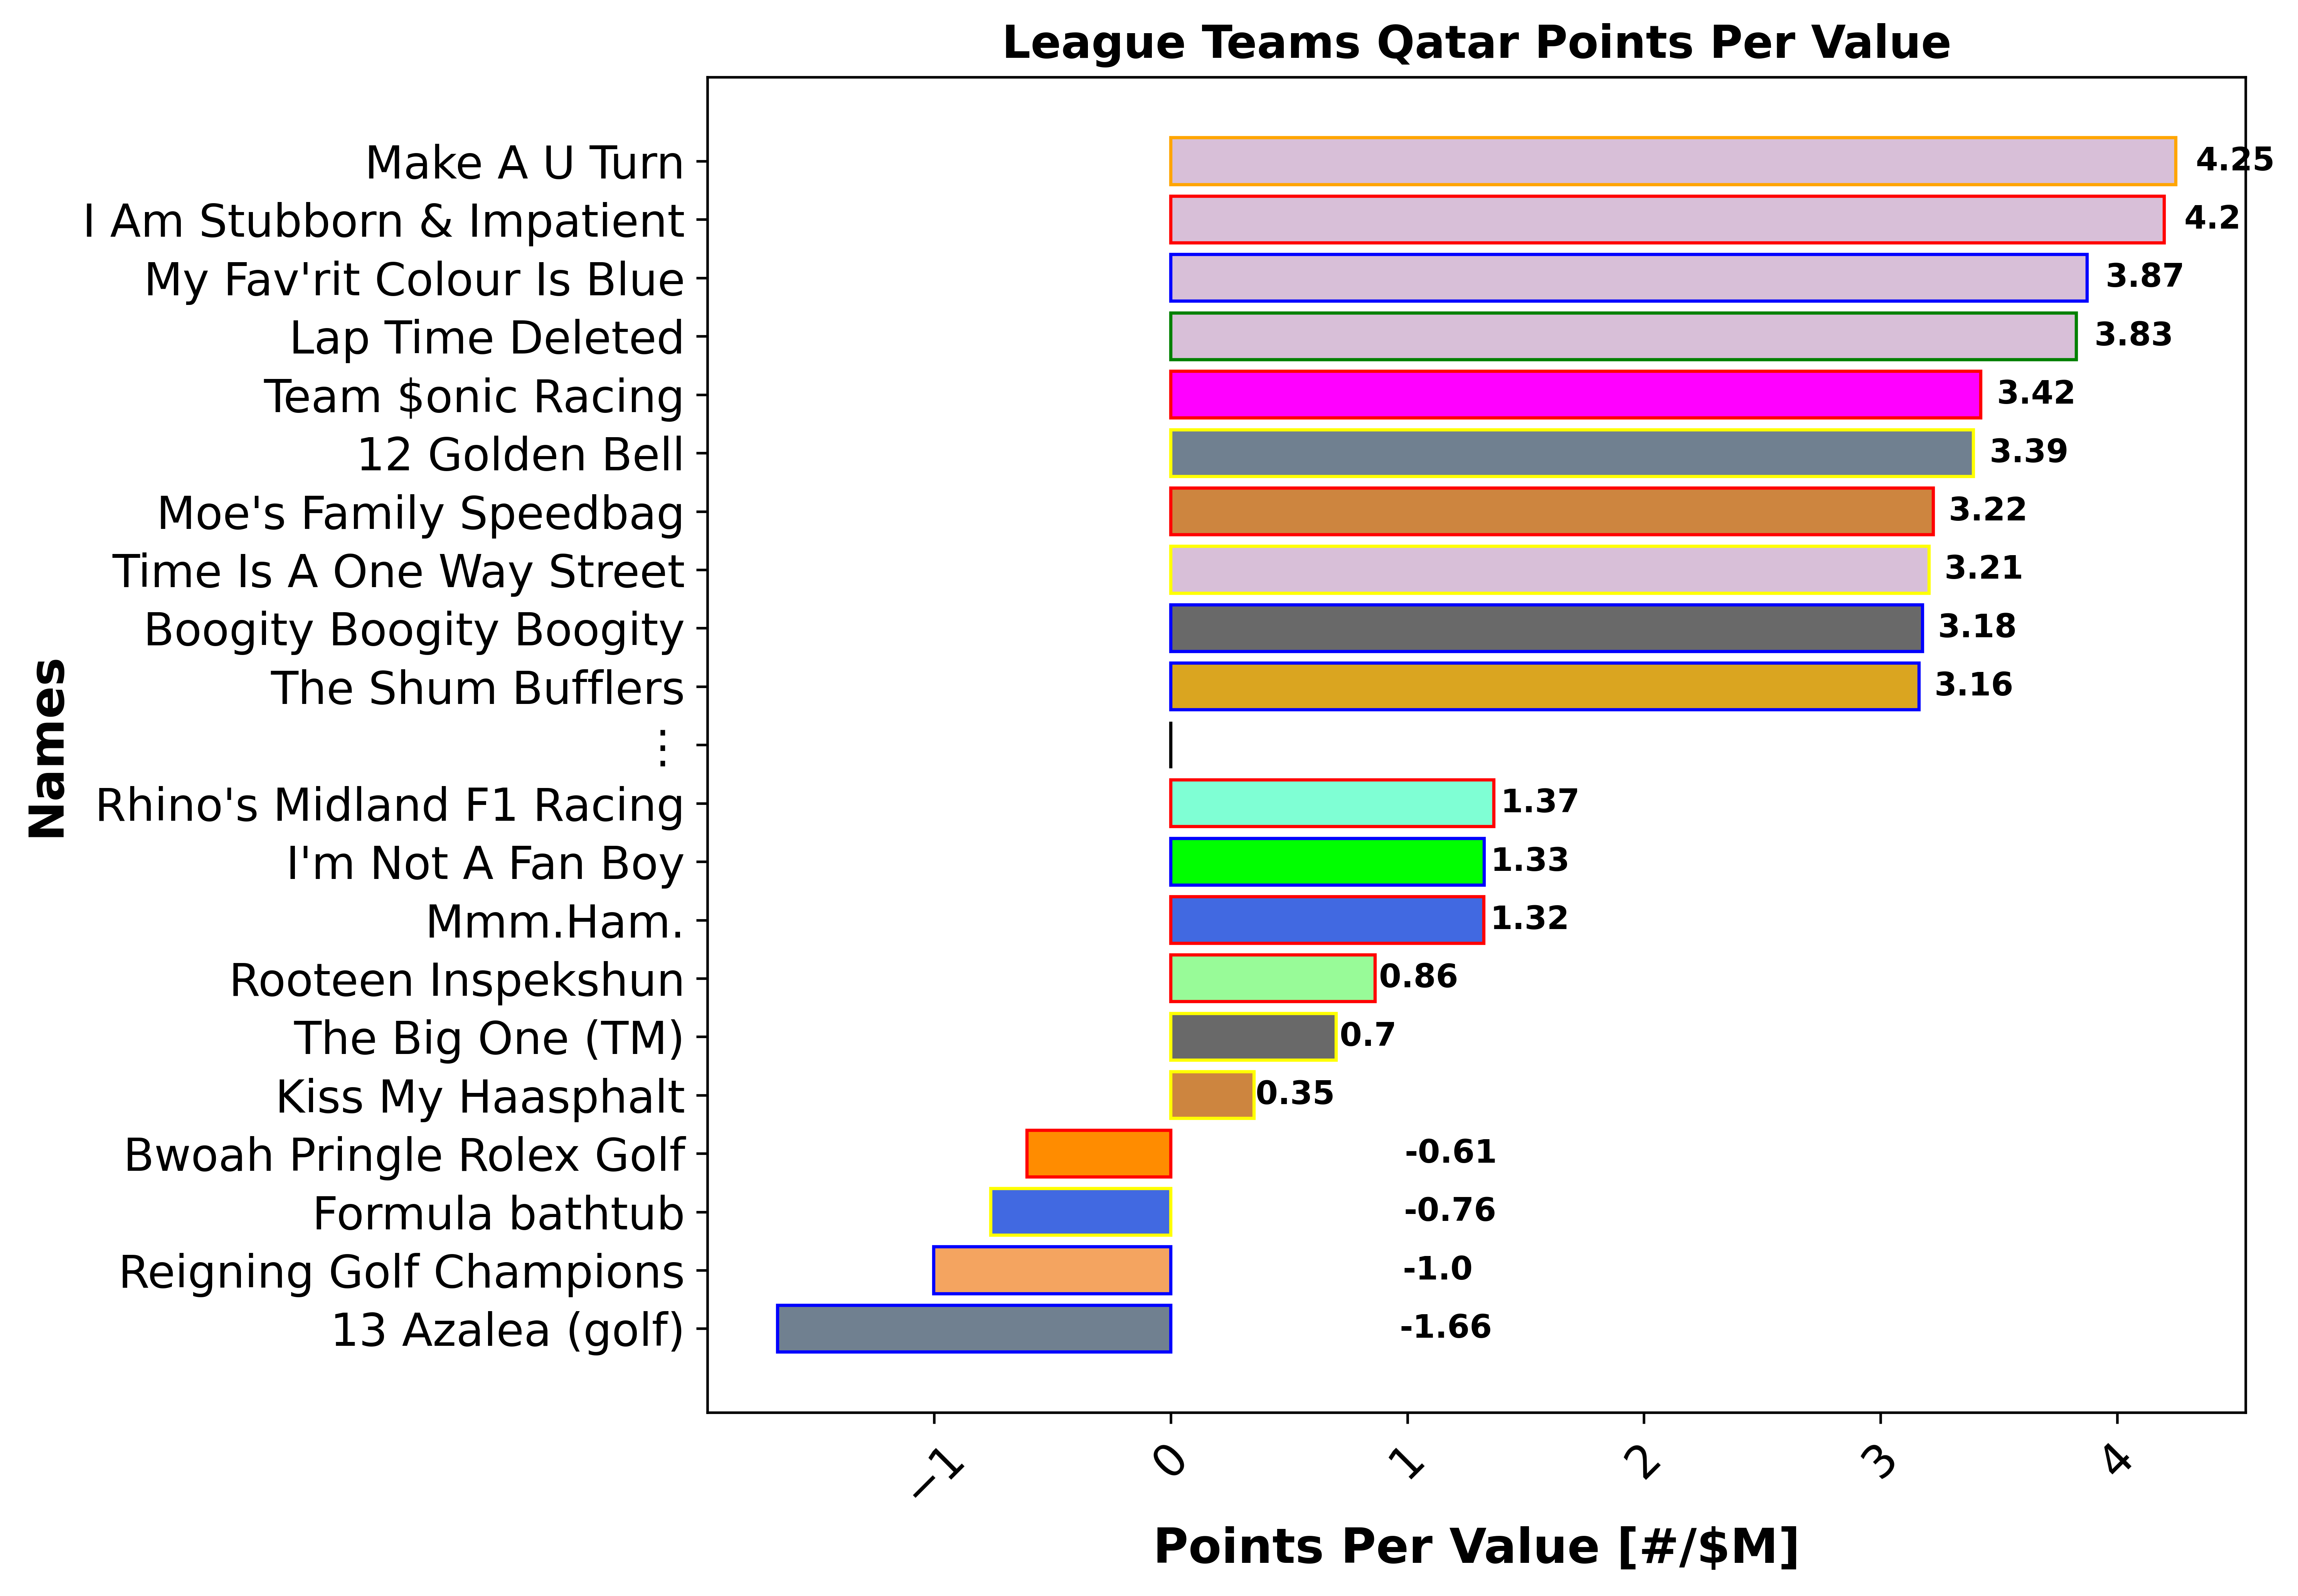 League Teams Qatar Points Per Value
Make A U Turn 4.25
I Am Stubborn & Impatient 4.2
My Fav'rit Colour Is Blue 3.87
Lap Time Deleted 3.83
Team $onic Racing 3.42
12 Golden Bell 3.39
Moe's Family Speedbag 3.22
Time Is A One Way Street 3.21
Boogity Boogity Boogity 3.18
The Shum Bufflers 3.16
⋮
Rhino's Midland F1 Racing 1.37
I'm Not A Fan Boy 1.33
Mmm.Ham. 1.32
Rooteen Inspekshun 0.86
The Big One (TM) 0.7
Kiss My Haasphalt 0.35
Bwoah Pringle Rolex Golf -0.61
Formula bathtub -0.76
Reigning Golf Champions -1.0
13 Azalea (golf) -1.66
Names
−1 0 1 2 3 4
Points Per Value [#/$M]